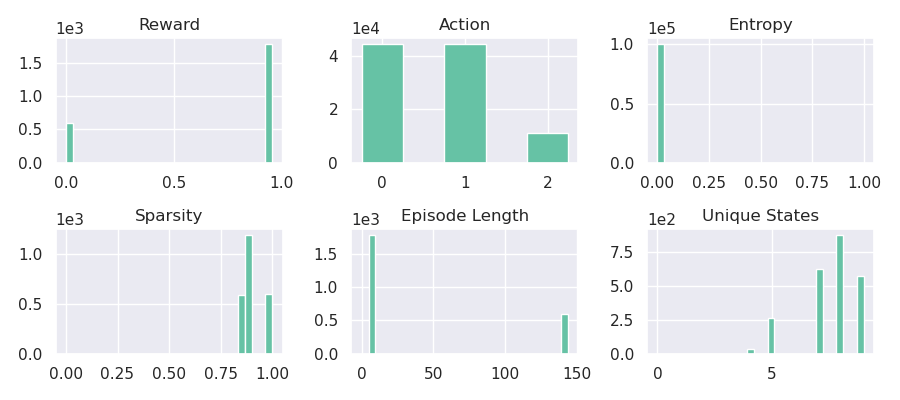 Reward
1e3
1.5
1.0
0.5
0.0
0.0 0.5 1.0
Action
1e4
4
2
0
0 1 2
Entropy
1e5
1.0
0.5
0.0
0.00 0.25 0.50 0.75 1.00
Sparsity
1e3
1.0
0.5
0.0
0.00 0.25 0.50 0.75 1.00
Episode Length
1e3
1.5
1.0
0.5
0.0
0 50 100 150
Unique States
1e2
7.5
5.0
2.5
0.0
0 5